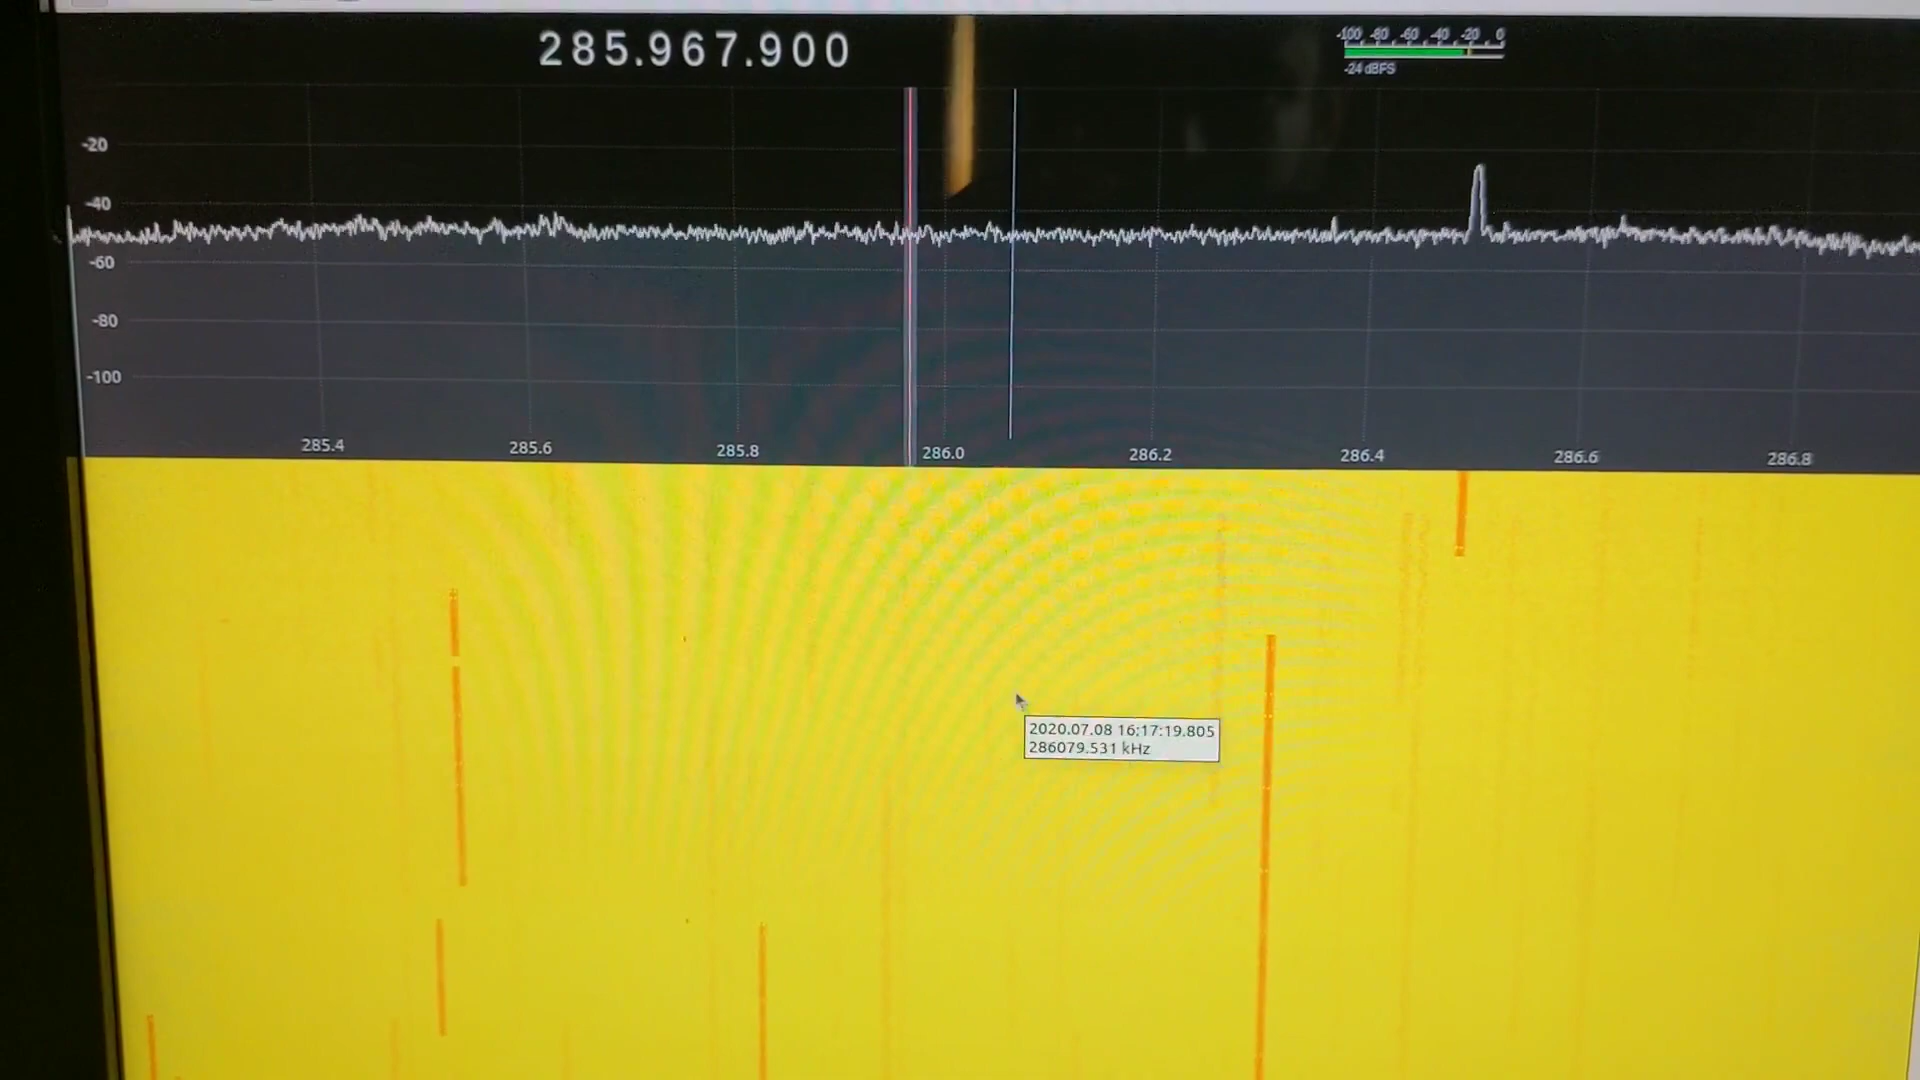 285.967.900
-100 -80 -60 -40 -20 0
-24 dBFS
-20
-40
-60
-80
-100
285.4 285.6 285.8 286.0 286.2 286.4 286.6 286.8
2020.07.08 16:17:19.805
286079.531 kHz